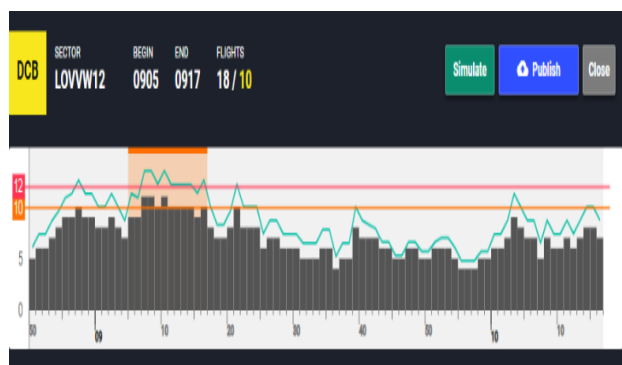 DCB
SECTOR BEGIN END FLIGHTS
LOVVW12 0905 0917 18/10
Simulate
Publish
Close
12
10
5
0
50 09 10 20 30 40 50 10 10